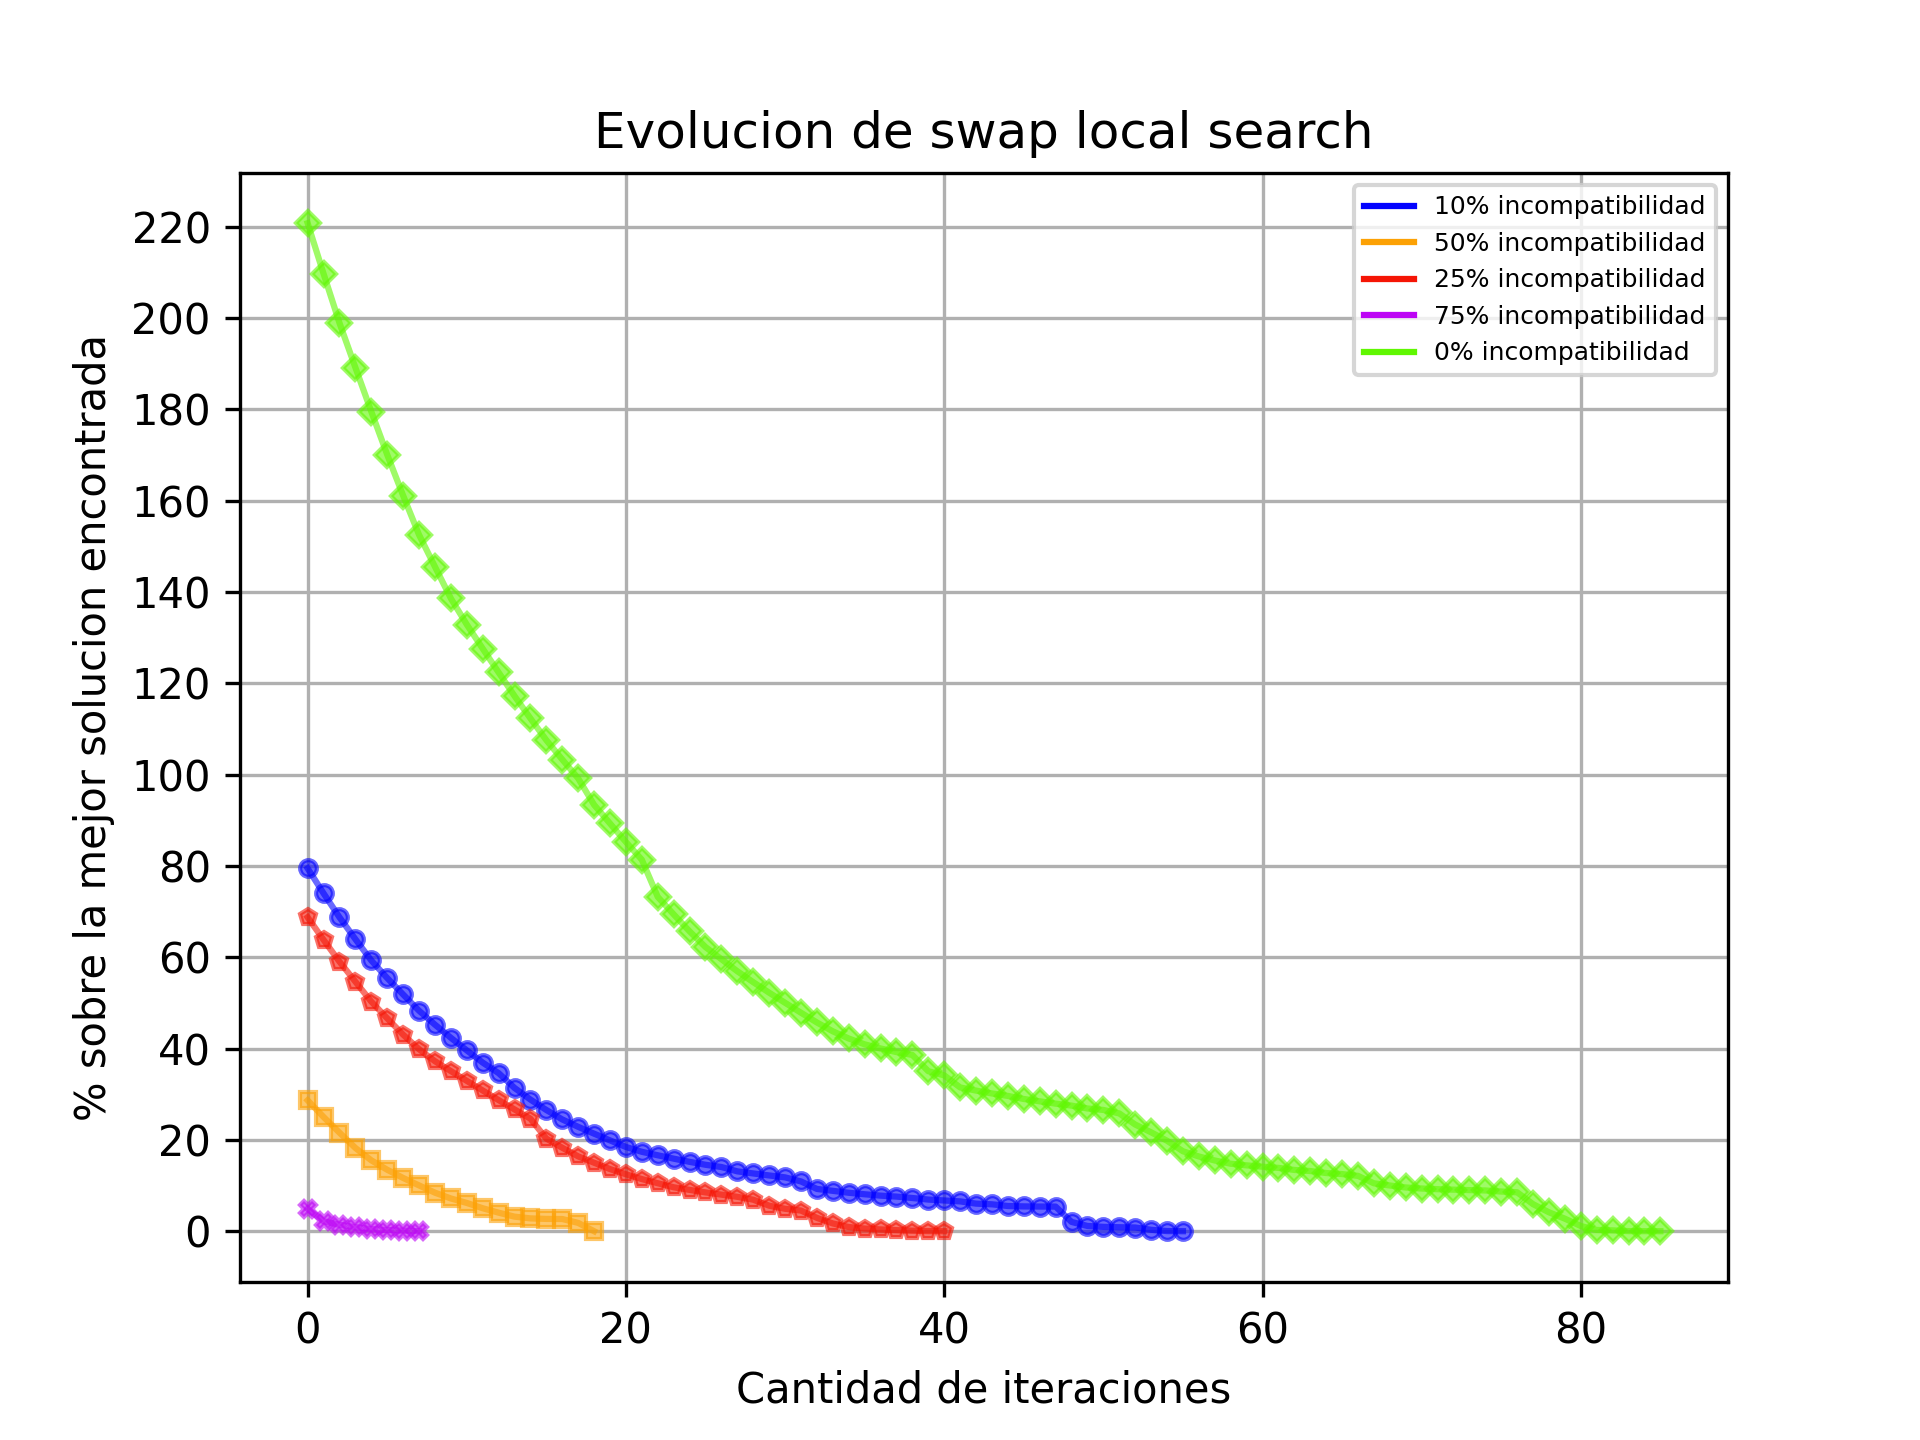 Evolucion de swap local search
10% incompatibilidad
50% incompatibilidad
25% incompatibilidad
75% incompatibilidad
0% incompatibilidad
% sobre la mejor solucion encontrada
220
200
180
160
140
120
100
80
60
40
20
0
0 20 40 60 80
Cantidad de iteraciones